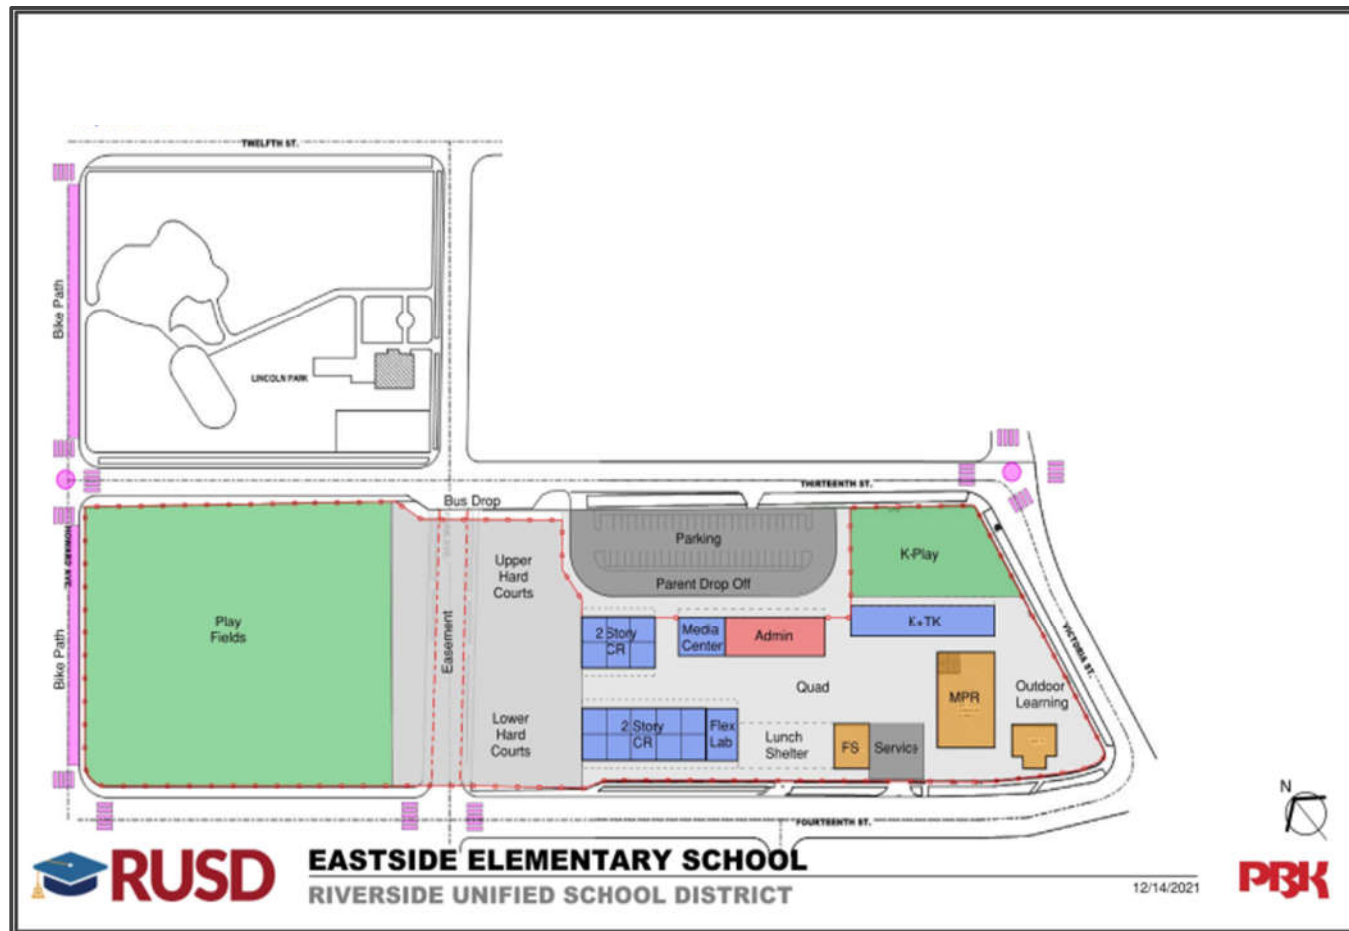 TWELFTH ST.
Bike Path
LINCOLN PARK
THIRTEENTH ST.
Bus Drop
HOWARD AVE.
Parking
K-Play
Upper
Hard
Courts
Parent Drop Off
Play
Fields
Easement
2 Story
CR
Media
Center
Admin
K+TK
VICTORIA ST.
Bike Path
Quad
MPR
Outdoor
Learning
Lower
Hard
Courts
2 Story
CR
Flex
Lab
Lunch
Shelter
FS
Service
N
FOURTEENTH ST.
RUSD
EASTSIDE ELEMENTARY SCHOOL
RIVERSIDE UNIFIED SCHOOL DISTRICT
12/14/2021
PBK